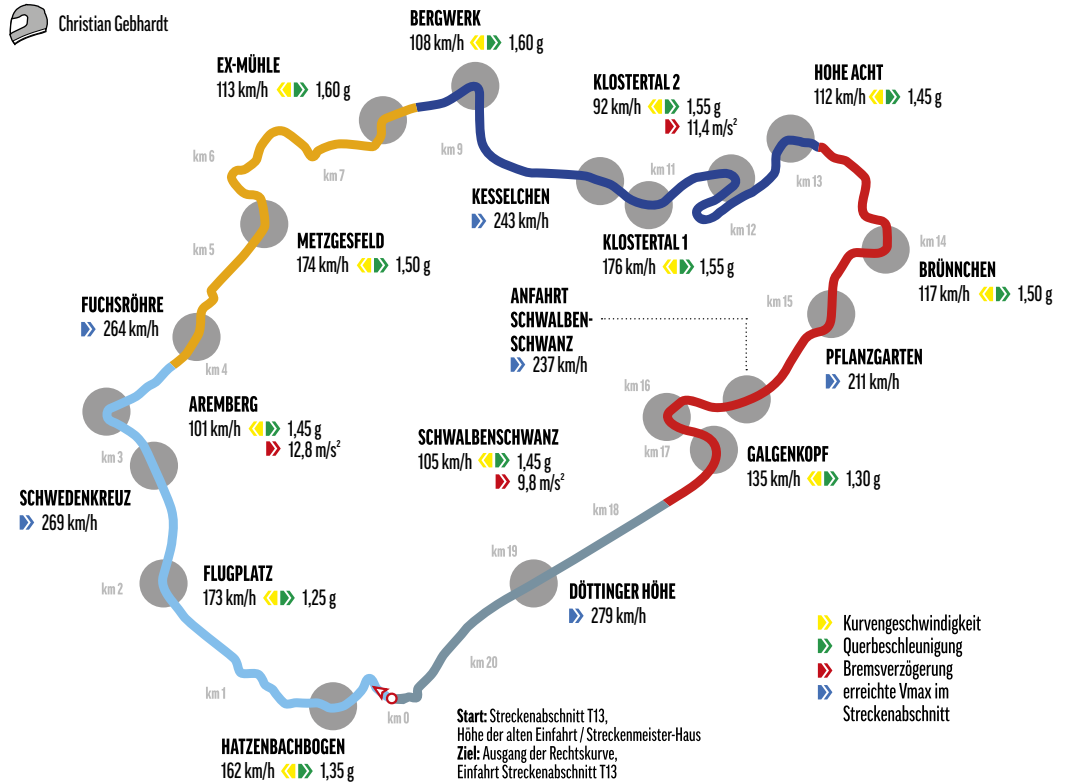 Christian Gebhardt
BERGWERK
108 km/h 1,60 g
EX-MÜHLE
113 km/h 1,60 g
KLOSTERTAL 2
92 km/h 1,55 g
11,4 m/s²
HOHE ACHT
112 km/h 1,45 g
km 6
km 7
km 9
km 11
km 13
km 12
KESSELCHEN
243 km/h
KLOSTERTAL 1
176 km/h 1,55 g
METZGESFELD
174 km/h 1,50 g
km 5
km 14
BRÜNNCHEN
117 km/h 1,50 g
FUCHSRÖHRE
264 km/h
ANFAHRT
SCHWALBEN-
SCHWANZ
237 km/h
km 15
PFLANZGARTEN
211 km/h
km 4
km 16
AREMBERG
101 km/h 1,45 g
12,8 m/s²
km 3
SCHWALBENSCHWANZ
105 km/h 1,45 g
9,8 m/s²
km 17
GALGENKOPF
135 km/h 1,30 g
SCHWEDENKREUZ
269 km/h
km 18
km 19
km 2
FLUGPLATZ
173 km/h 1,25 g
DÖTTINGER HÖHE
279 km/h
km 20
km 1
km 0
HATZENBACHBOGEN
162 km/h 1,35 g
Kurvengeschwindigkeit
Querbeschleunigung
Bremsverzögerung
erreichte Vmax im
Streckenabschnitt
Start: Streckenabschnitt T13,
Höhe der alten Einfahrt / Streckenmeister-Haus
Ziel: Ausgang der Rechtskurve,
Einfahrt Streckenabschnitt T13